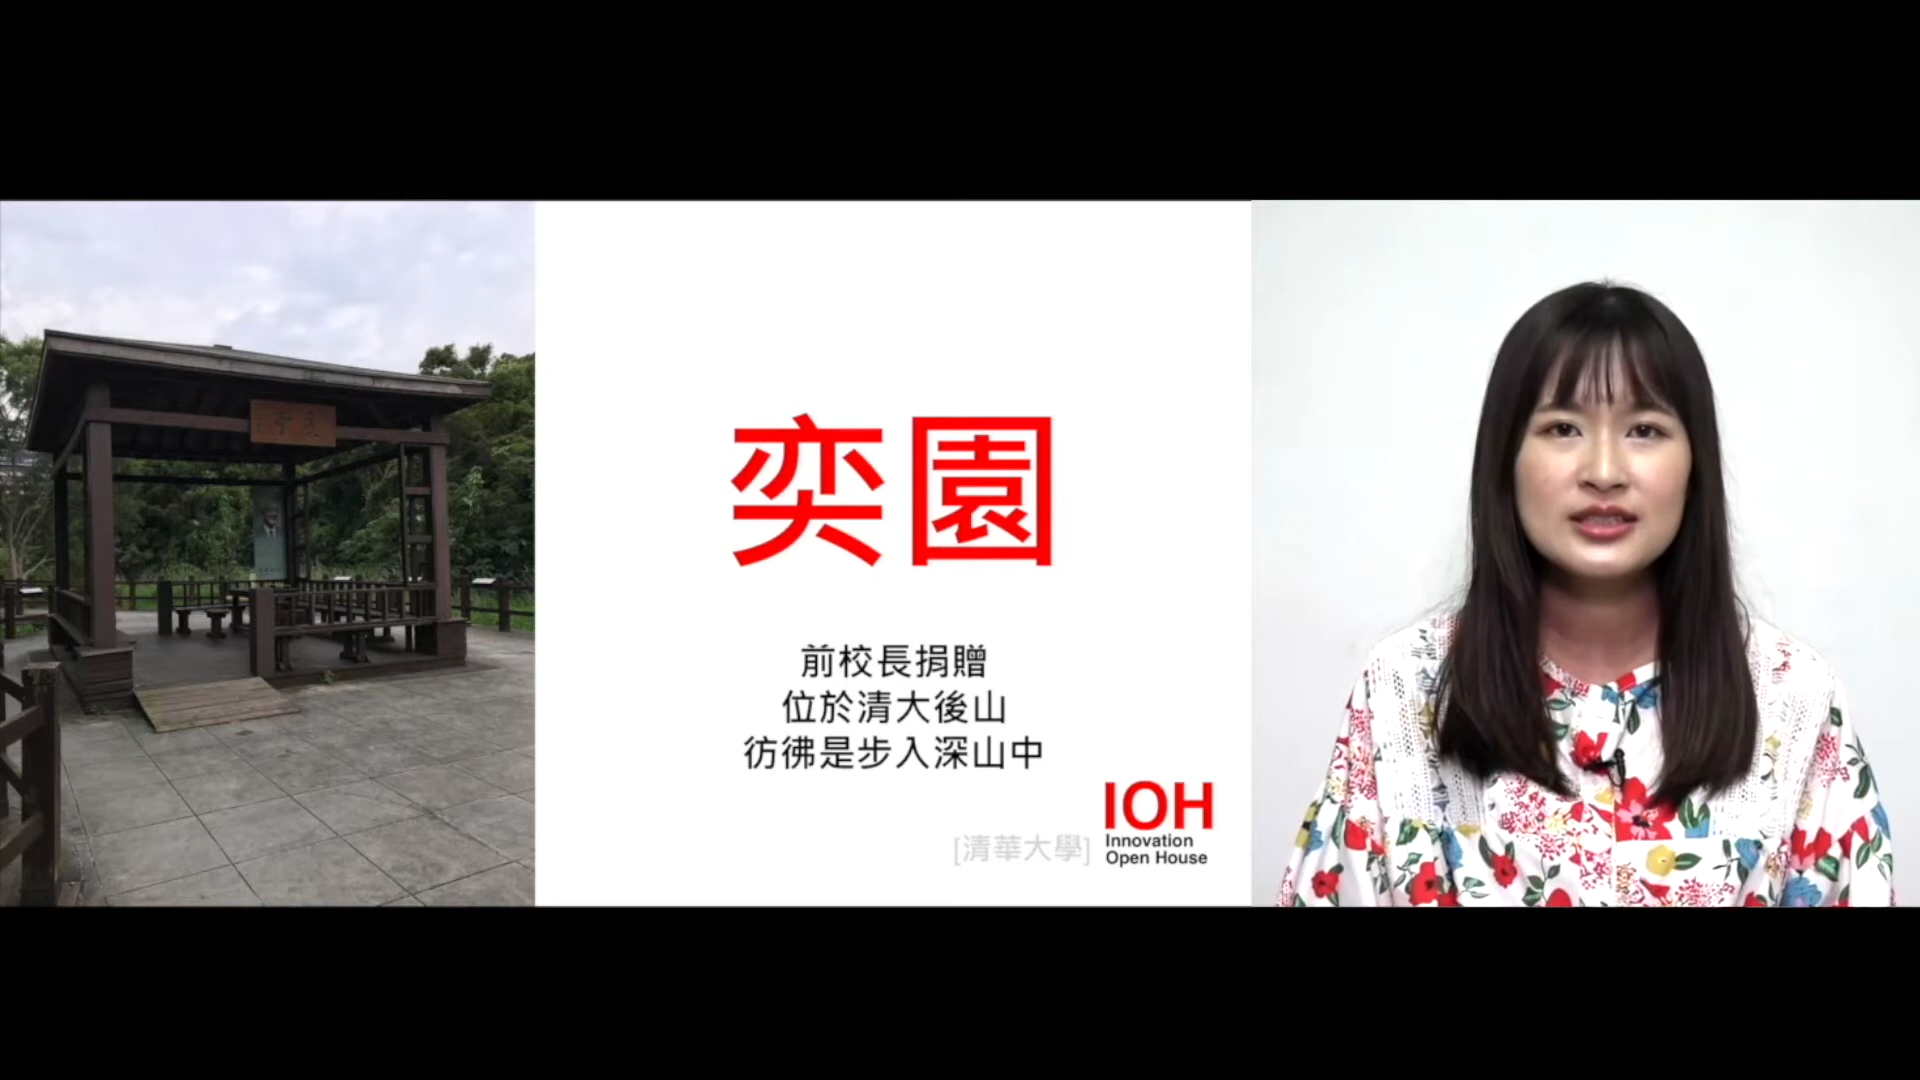 奕園
前校長捐贈
位於清大後山
彷彿是步入深山中
[清華大學]
IOH
Innovation
Open House